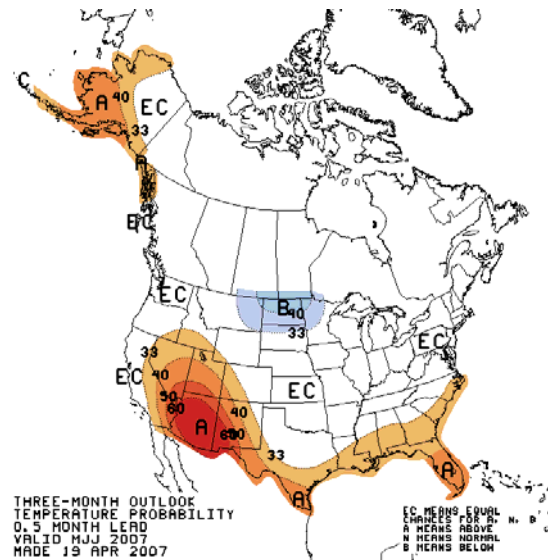 40
A
EC
C
33
A
EC
EC
B
40
33
EC
33
EC
40
EC
50
60
40
A
60
50
33
A
A
THREE-MONTH OUTLOOK
TEMPERATURE PROBABILITY
0.5 MONTH LEAD
VALID MJJ 2007
MADE 19 APR 2007
EC MEANS EQUAL
CHANCES FOR A, N, B
A MEANS ABOVE
N MEANS NORMAL
B MEANS BELOW